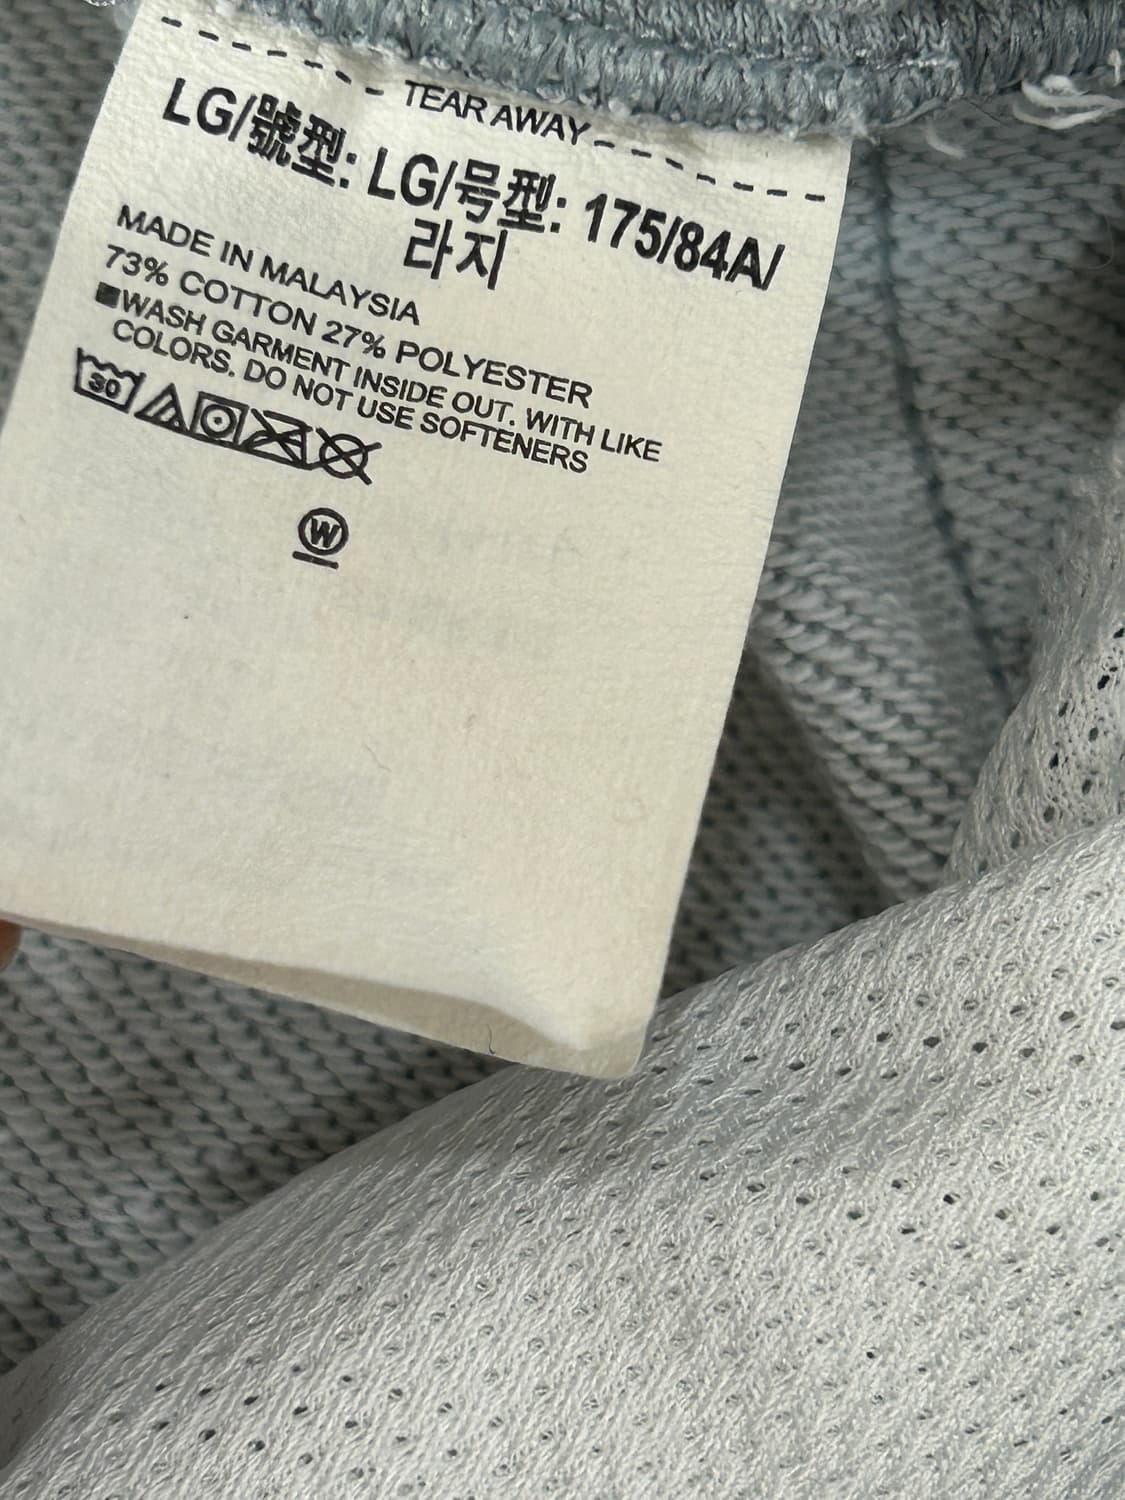 TEAR AWAY
LG/號型: LG/号型: 175/84A/
라지
MADE IN MALAYSIA
73% COTTON 27% POLYESTER
■WASH GARMENT INSIDE OUT. WITH LIKE
COLORS. DO NOT USE SOFTENERS
30
W